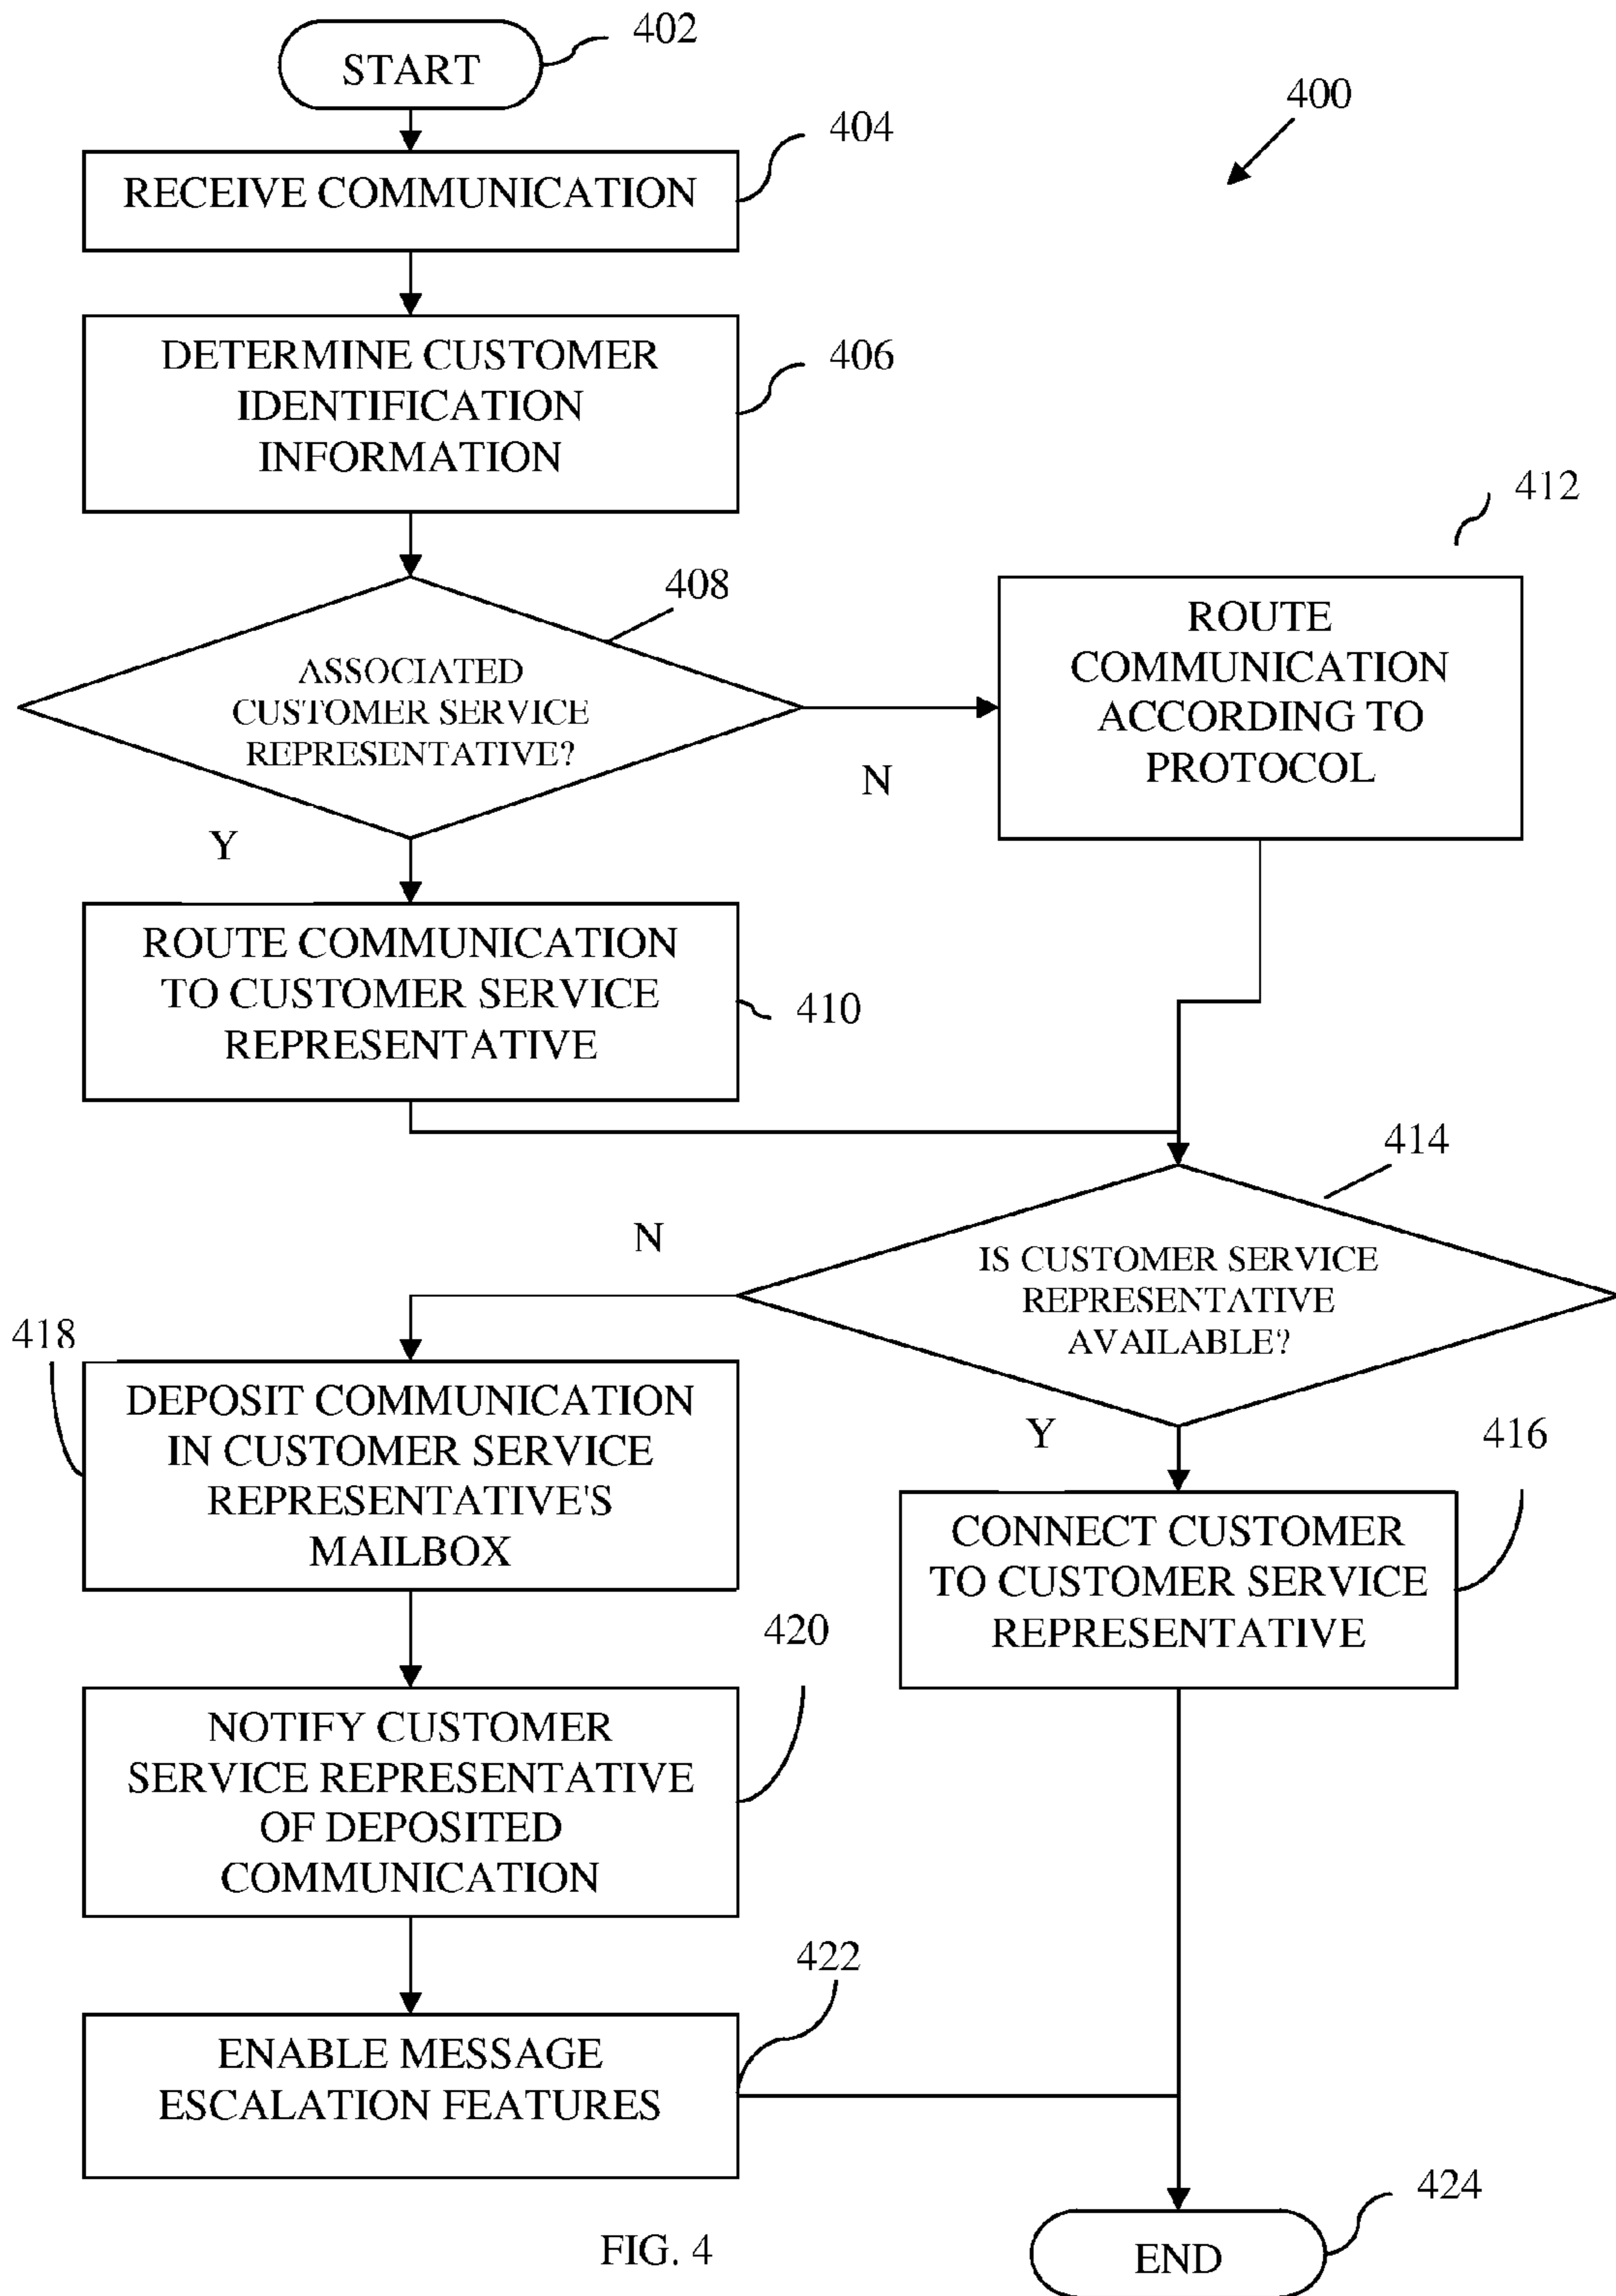 402
START
400
404
RECEIVE COMMUNICATION
DETERMINE CUSTOMER
IDENTIFICATION
INFORMATION
406
412
408
ASSOCIATED
CUSTOMER SERVICE
REPRESENTATIVE?
ROUTE
COMMUNICATION
ACCORDING TO
PROTOCOL
N
Y
ROUTE COMMUNICATION
TO CUSTOMER SERVICE
REPRESENTATIVE
410
414
N
IS CUSTOMER SERVICE
REPRESENTATIVE
AVAILABLE?
418
DEPOSIT COMMUNICATION
IN CUSTOMER SERVICE
REPRESENTATIVE'S
MAILBOX
Y
416
CONNECT CUSTOMER
TO CUSTOMER SERVICE
REPRESENTATIVE
420
NOTIFY CUSTOMER
SERVICE REPRESENTATIVE
OF DEPOSITED
COMMUNICATION
422
ENABLE MESSAGE
ESCALATION FEATURES
424
END
FIG. 4